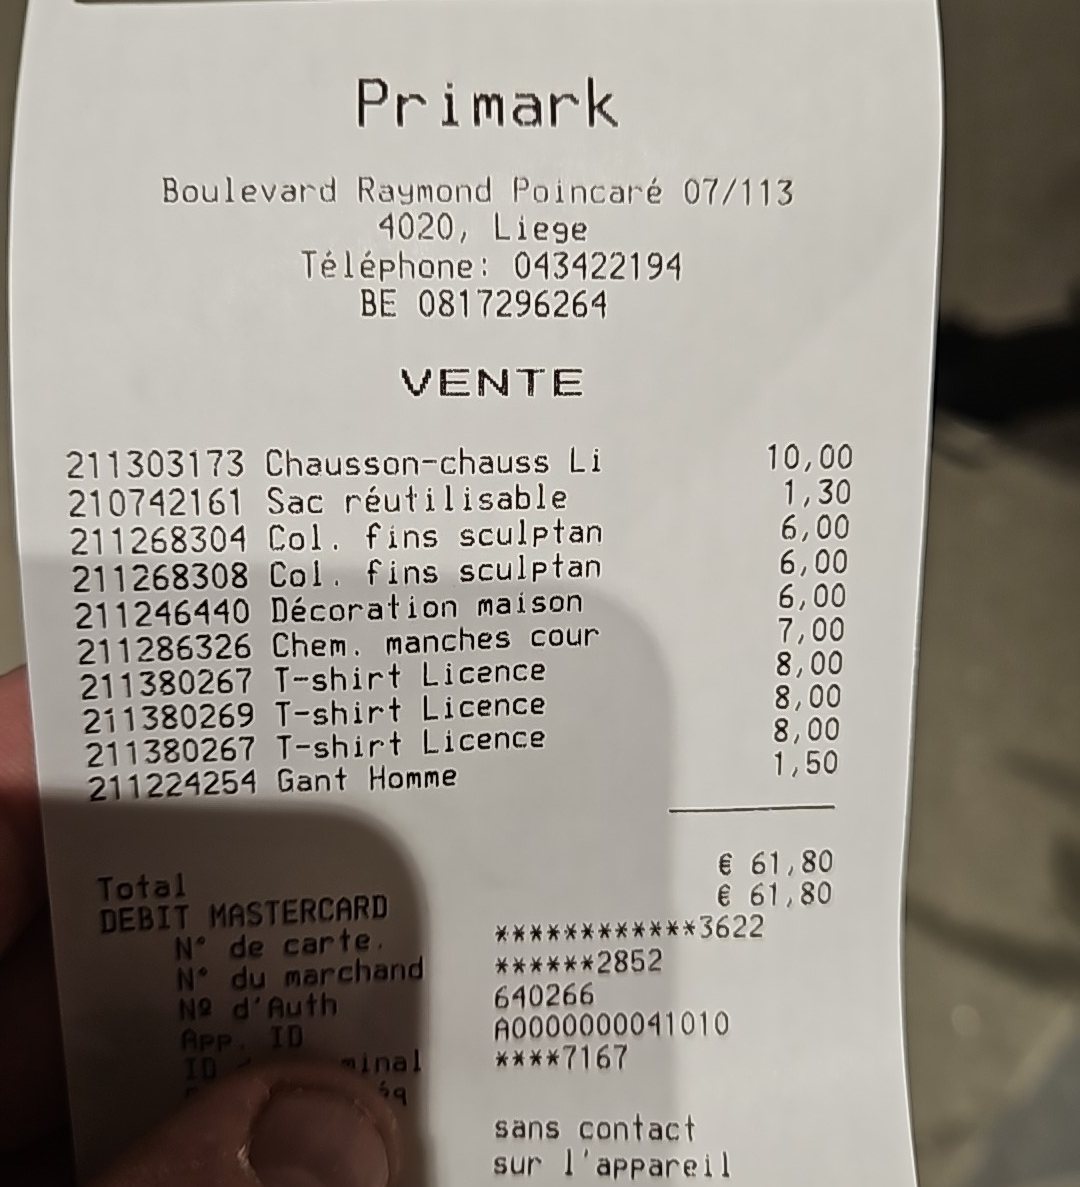 Primark
Boulevard Raymond Poincaré 07/113
4020, Liege
Téléphone: 043422194
BE 0817296264
VENTE
211303173 Chausson-chauss Li 10,00
210742161 Sac réutilisable 1,30
211268304 Col. fins sculptan 6,00
211268308 Col. fins sculptan 6,00
211246440 Décoration maison 6,00
211286326 Chem. manches cour 7,00
211380267 T-shirt Licence 8,00
211380269 T-shirt Licence 8,00
211380267 T-shirt Licence 8,00
211224254 Gant Homme 1,50
Total € 61,80
DEBIT MASTERCARD € 61,80
N° de carte. ************3622
N° du marchand ******2852
Nº d'Auth 640266
App. ID A0000000041010
ID ****7167
sans contact
sur l'appareil